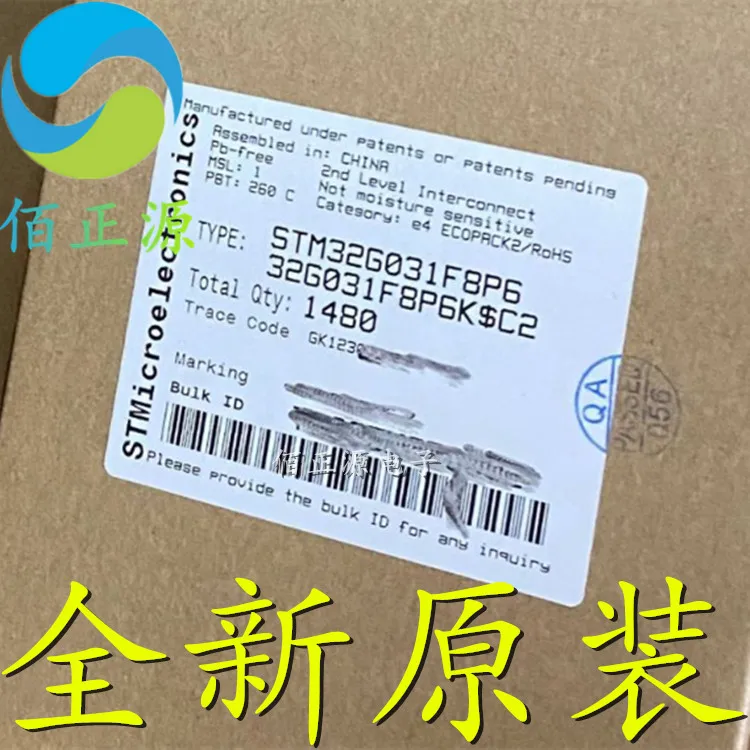 佰正源
STMicroelectronics
Manufactured under patents or patents pending
Assembled in: CHINA
Pb-free 2nd Level Interconnect
MSL: 1 Not moisture sensitive
PBT: 260 C Category: e4 ECOPACK2/RoHS
TYPE: STM32G031F8P6
32G031F8P6K$C2
Total Qty: 1480
Trace Code GK1230
Marking
Bulk ID
佰正源电子
Please provide the bulk ID for any inquiry
QA
PASSED
056
全新原装